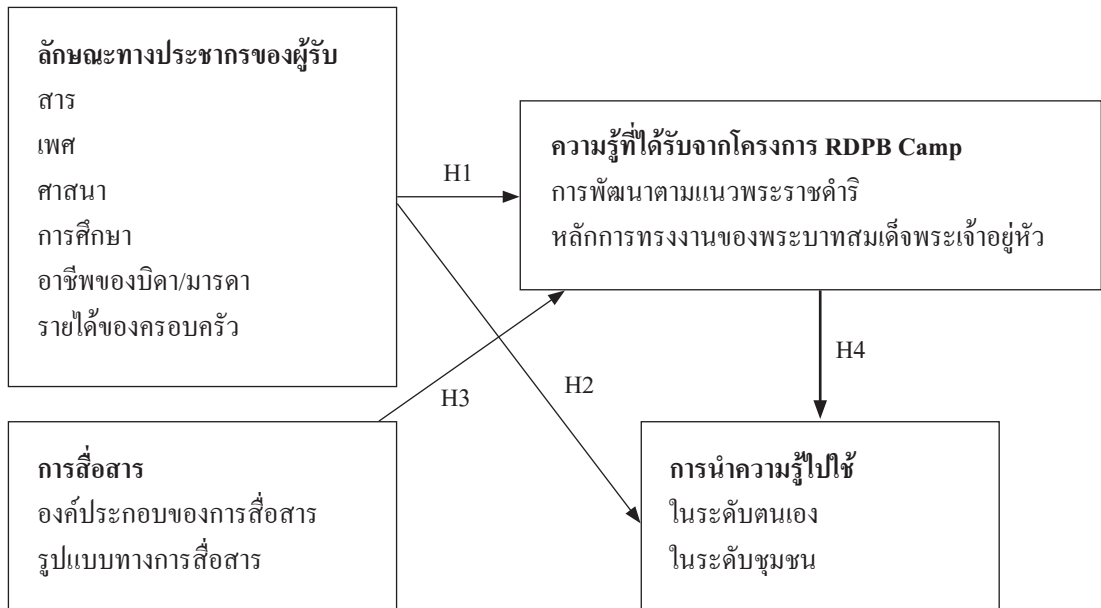 ลักษณะทางประชากรของผู้รับ
สาร
เพศ
ศาสนา
การศึกษา
อาชีพของบิดา/มารดา
รายได้ของครอบครัว
H1
ความรู้ที่ได้รับจากโครงการ RDPB Camp
การพัฒนาตามแนวพระราชดำริ
หลักการทรงงานของพระบาทสมเด็จพระเจ้าอยู่หัว
H4
H2
H3
การสื่อสาร
องค์ประกอบของการสื่อสาร
รูปแบบทางการสื่อสาร
การนำความรู้ไปใช้
ในระดับตนเอง
ในระดับชุมชน